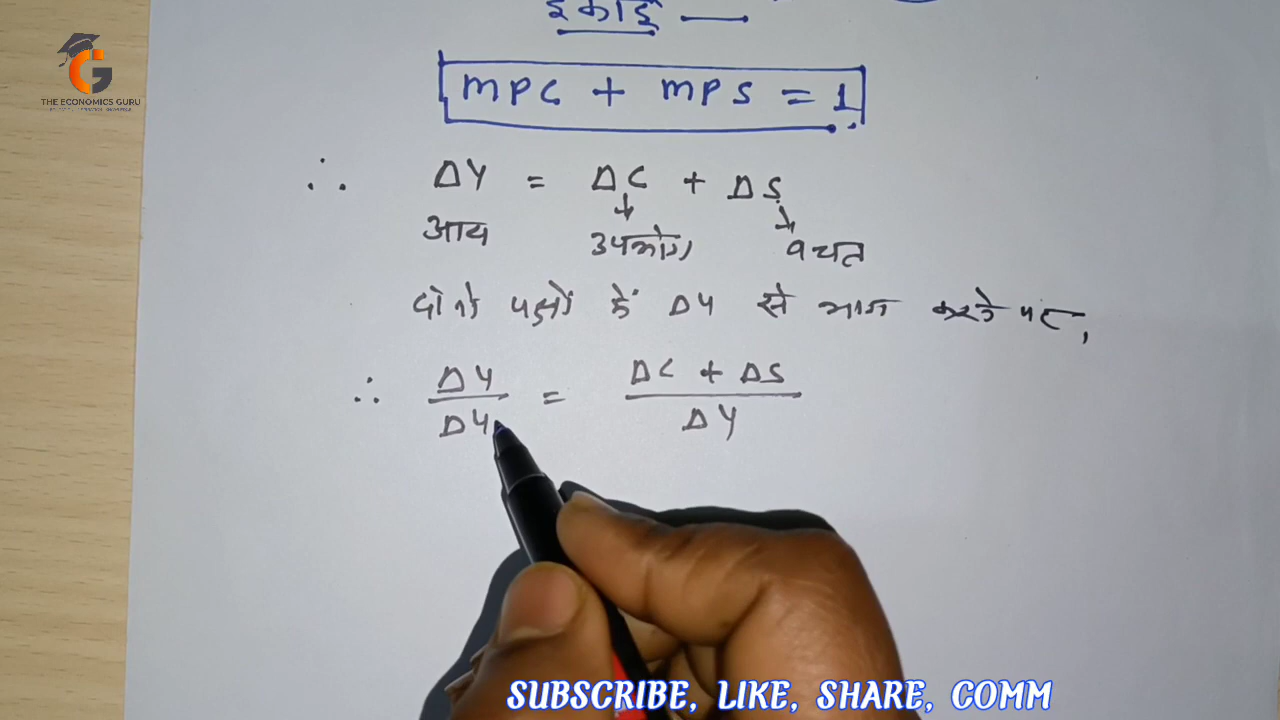 इकाई —
THE ECONOMICS GURU
MPC + MPS = 1
∴ ΔY = ΔC + ΔS
आय उपभोग बचत
दोनों पक्षों में ΔY से भाग करने पर,
∴ ΔY/ΔY = ΔC + ΔS/ΔY
SUBSCRIBE, LIKE, SHARE, COMM